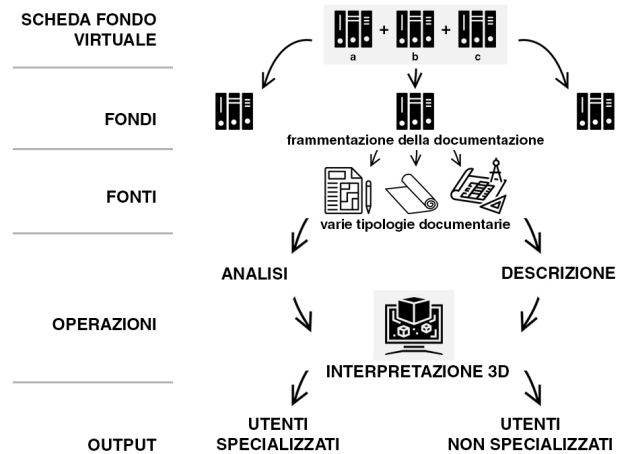 SCHEDA FONDO
VIRTUALE
+ +
a b c
FONDI
frammentazione della documentazione
FONTI
varie tipologie documentarie
ANALISI DESCRIZIONE
OPERAZIONI
INTERPRETAZIONE 3D
OUTPUT
UTENTI
SPECIALIZZATI
UTENTI
NON SPECIALIZZATI